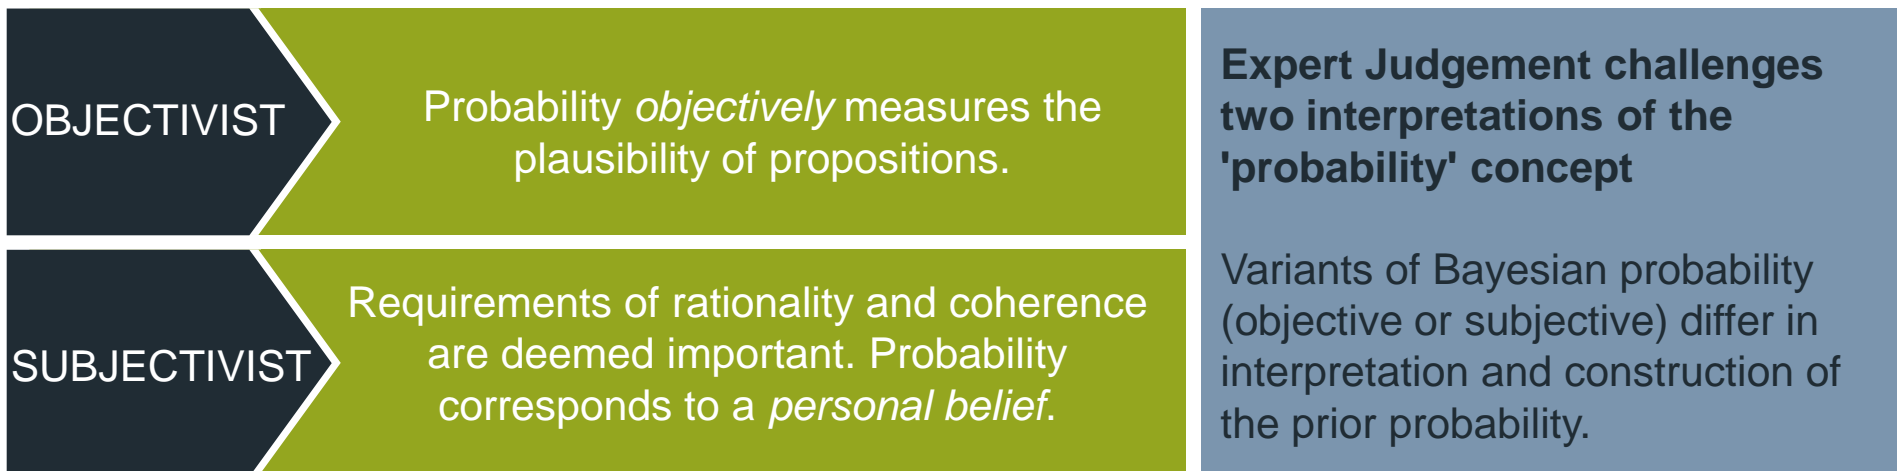 OBJECTIVIST
Probability objectively measures the
plausibility of propositions.
SUBJECTIVIST
Requirements of rationality and coherence
are deemed important. Probability
corresponds to a personal belief.
Expert Judgement challenges
two interpretations of the
'probability' concept
Variants of Bayesian probability
(objective or subjective) differ in
interpretation and construction of
the prior probability.